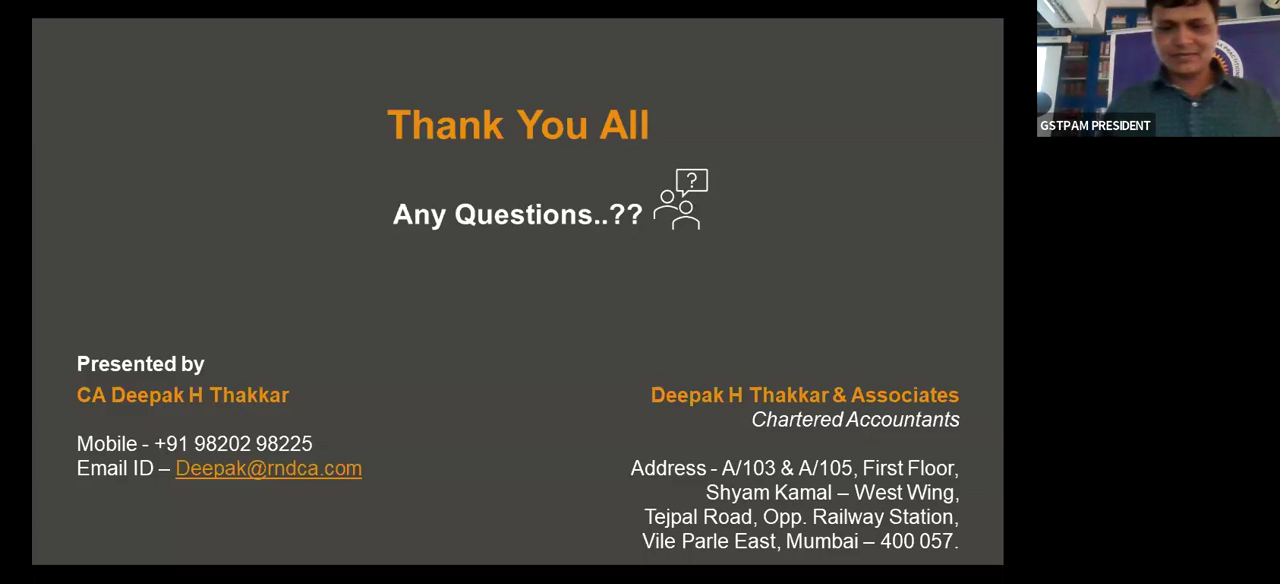 Thank You All
?
Any Questions..??
Presented by
CA Deepak H Thakkar
Mobile - +91 98202 98225
Email ID – Deepak@rndca.com
Deepak H Thakkar & Associates
Chartered Accountants
Address - A/103 & A/105, First Floor,
Shyam Kamal – West Wing,
Tejpal Road, Opp. Railway Station,
Vile Parle East, Mumbai – 400 057.
GSTPAM PRESIDENT